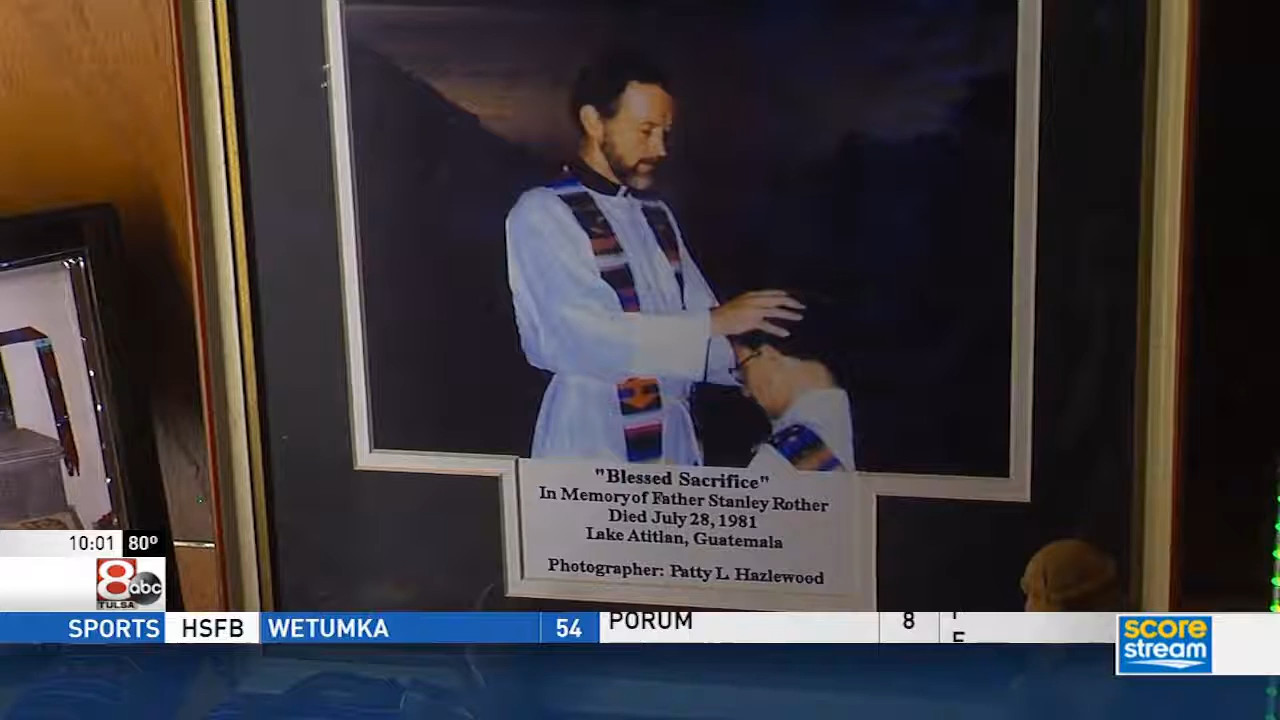 "Blessed Sacrifice"
In Memory of Father Stanley Rother
Died July 28, 1981
Lake Atitlan, Guatemala
Photographer: Patty L. Hazlewood
10:01 80°
8 abc
TULSA
SPORTS HSFB WETUMKA 54 PORUM 8
score
stream